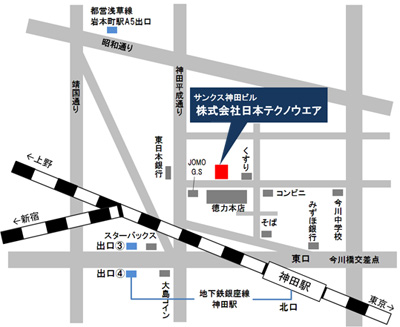 都営浅草線
岩本町駅A5出口
昭和通り
靖国通り
神田平成通り
サンクス神田ビル
株式会社日本テクノウエア
東日本銀行
JOMO
G.S
くすり
←上野
←新宿
徳力本店
コンビニ
今川中学校
みずほ銀行
そば
スターバックス
出口③
出口④
大島コイン
地下鉄銀座線
神田駅
東口
今川橋交差点
神田駅
北口
東京→